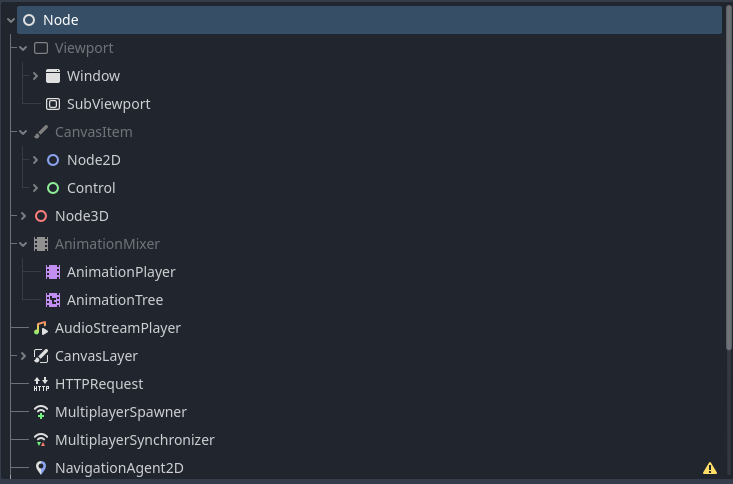 Node
Viewport
Window
SubViewport
CanvasItem
Node2D
Control
Node3D
AnimationMixer
AnimationPlayer
AnimationTree
AudioStreamPlayer
CanvasLayer
HTTP HTTPRequest
MultiplayerSpawner
MultiplayerSynchronizer
NavigationAgent2D